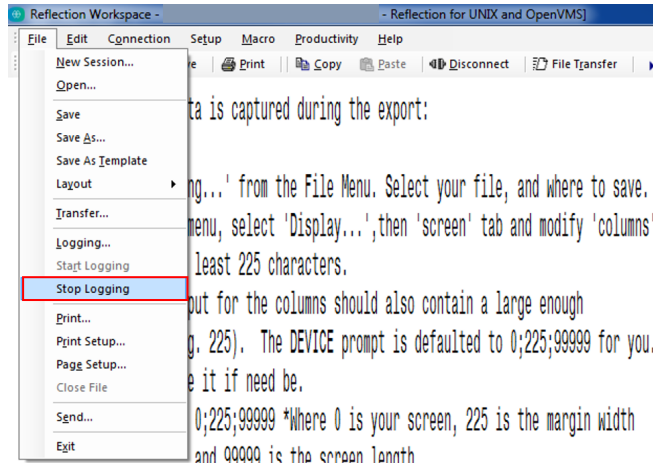 Reflection Workspace - - Reflection for UNIX and OpenVMS]
File Edit Connection Setup Macro Productivity Help
Print Copy Paste Disconnect File Transfer
New Session...
Open...
Save
Save As...
Save As Template
Layout
Transfer...
Logging...
Start Logging
Stop Logging
Print...
Print Setup...
Page Setup...
Close File
Send...
Exit
ta is captured during the export:
ng...' from the File Menu. Select your file, and where to save.
menu, select 'Display...',then 'screen' tab and modify 'columns'
least 225 characters.
put for the columns should also contain a large enough
g. 225). The DEVICE prompt is defaulted to 0;225;99999 for you.
e it if need be.
0;225;99999 *Where 0 is your screen, 225 is the margin width
and 99999 is the screen length